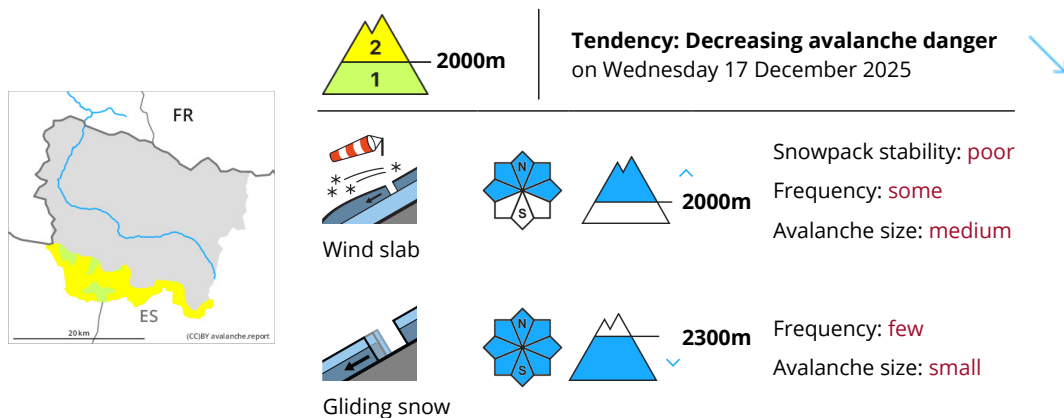 2
1
2000m
Tendency: Decreasing avalanche danger
on Wednesday 17 December 2025
FR
ES
20 km
(CC)BY avalanche.report
N
S
2000m
Snowpack stability: poor
Frequency: some
Avalanche size: medium
Wind slab
N
S
2300m
Frequency: few
Avalanche size: small
Gliding snow